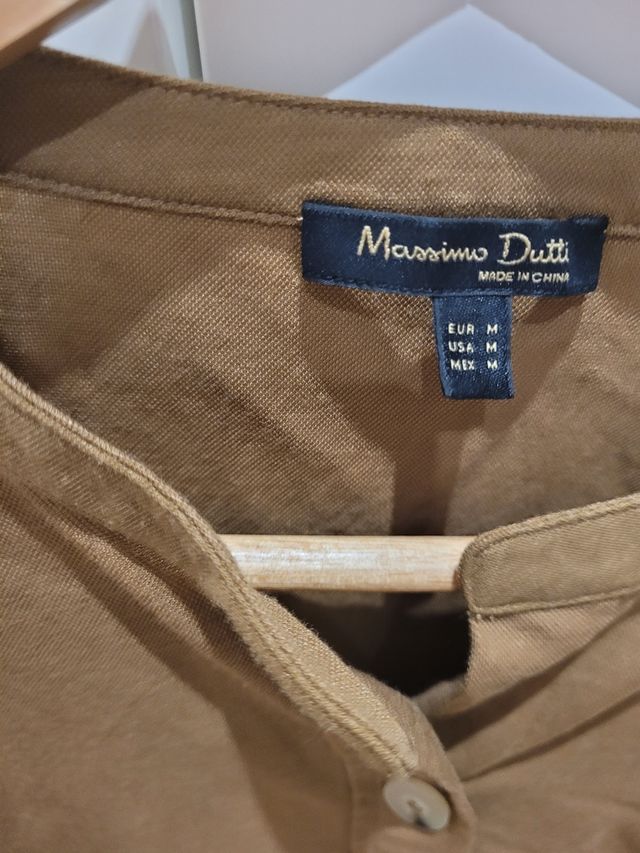 Massimo Dutti
MADE IN CHINA
EUR M
USA M
MEX M